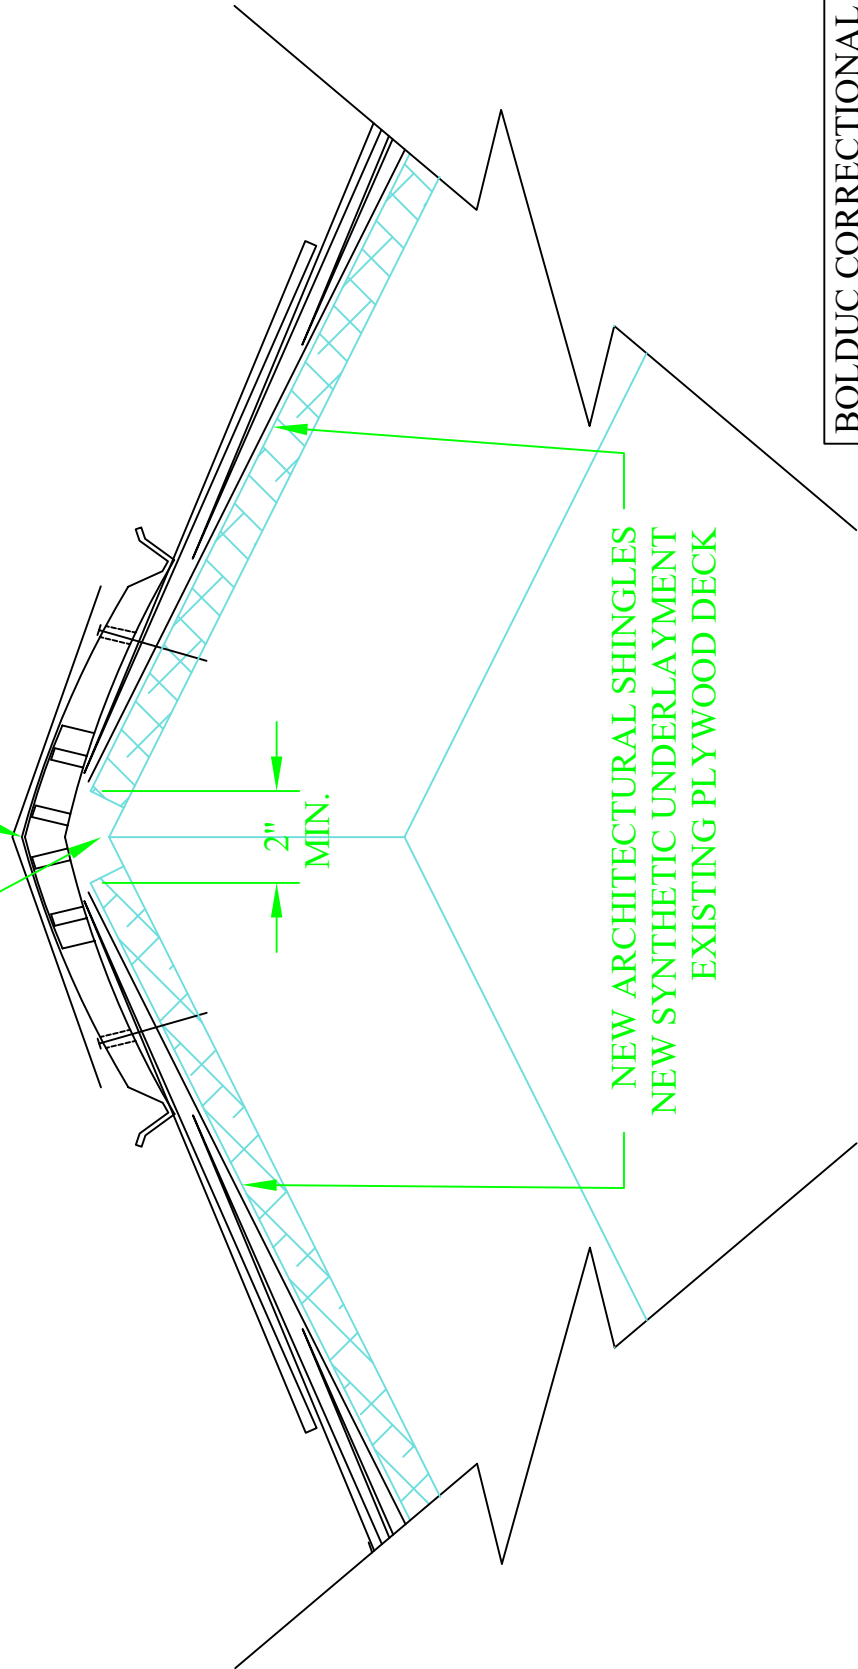 2"
MIN.
NEW ARCHITECTURAL SHINGLES
NEW SYNTHETIC UNDERLAYMENT
EXISTING PLYWOOD DECK
BOLDUC CORRECTIONAL